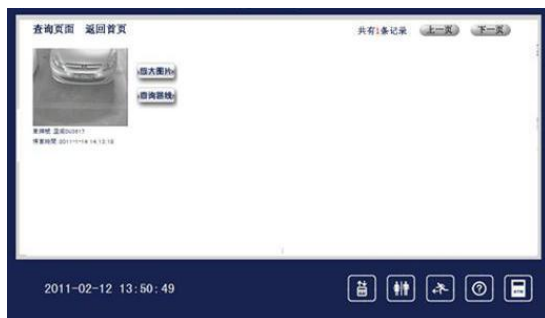 查询页面 返回首页
共有1条记录 上一页 下一页
放大图片
查询路线
2011-02-12 13:50:49